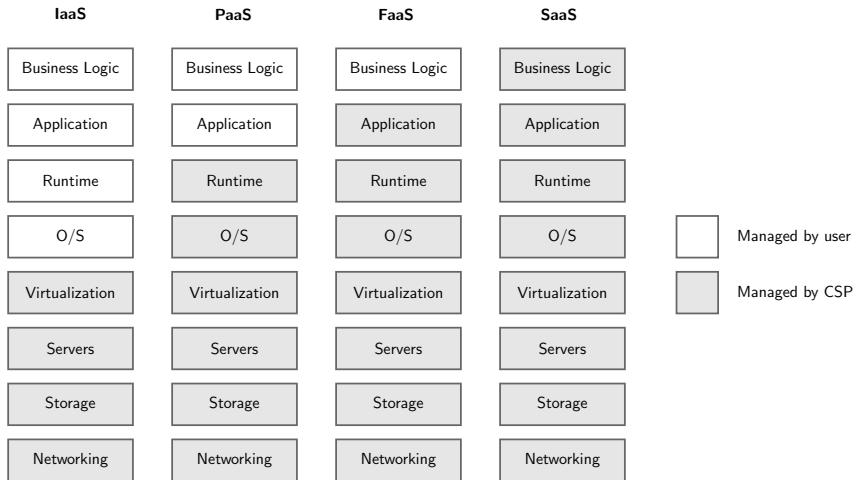 IaaS PaaS FaaS SaaS
Business Logic Business Logic Business Logic Business Logic
Application Application Application Application
Runtime Runtime Runtime Runtime
O/S O/S O/S O/S Managed by user
Virtualization Virtualization Virtualization Virtualization Managed by CSP
Servers Servers Servers Servers
Storage Storage Storage Storage
Networking Networking Networking Networking